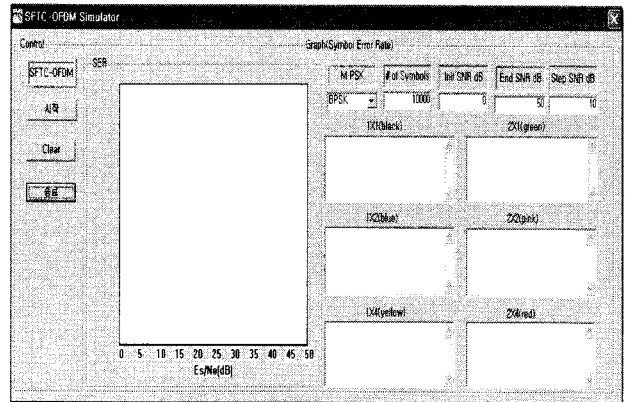 SFTC-OFDM Simulator
Control
Graph(Symbol Error Rate)
SFTC-OFDM
시작
Clear
종료
SER
M PSK
# of Symbols
Init SNR dB
End SNR dB
Step SNR dB
BPSK
10000
0
50
10
1X1(black)
2X1(green)
1X2(blue)
2X2(pink)
1X4(yellow)
2X4(red)
0 5 10 15 20 25 30 35 40 45 50
Es/No(dB)